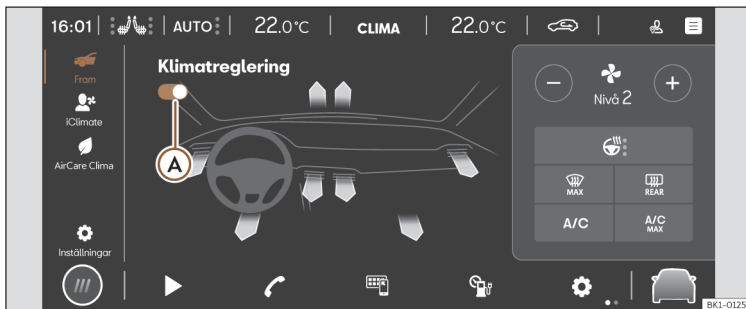 16:01 AUTO 22.0°C CLIMA 22.0°C
Klimatreglering
Fram
iClimate
AirCare Clima
Inställningar
A
Nivå 2
MAX REAR
A/C A/C MAX
BK1-0125